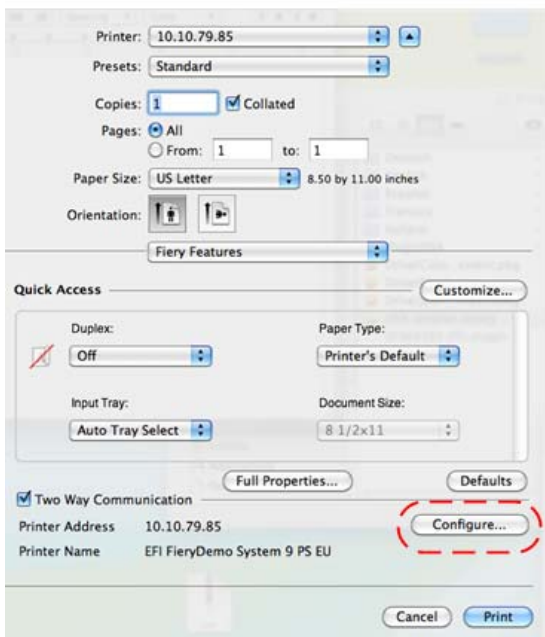 Printer: 10.10.79.85
Presets: Standard
Copies: 1 Collated
Pages: All
From: 1 to: 1
Paper Size: US Letter 8.50 by 11.00 inches
Orientation:
Fiery Features
Quick Access Customize...
Duplex: Paper Type:
Off Printer's Default
Input Tray: Document Size:
Auto Tray Select 8 1/2x11
Full Properties... Defaults
Two Way Communication
Printer Address 10.10.79.85 Configure...
Printer Name EFI FieryDemo System 9 PS EU
Cancel Print